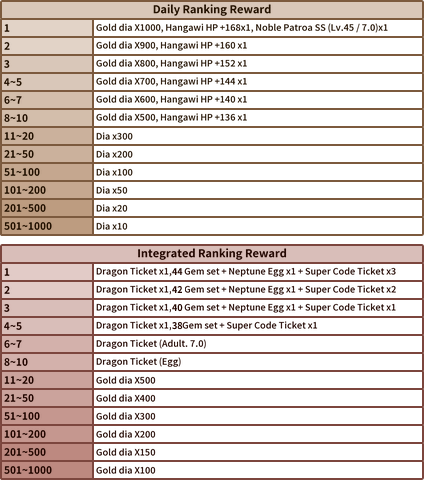 Daily Ranking Reward
1 Gold dia X1000, Hangawi HP +168x1, Noble Patroa SS (Lv.45 / 7.0)x1
2 Gold dia X900, Hangawi HP +160 x1
3 Gold dia X800, Hangawi HP +152 x1
4~5 Gold dia X700, Hangawi HP +144 x1
6~7 Gold dia X600, Hangawi HP +140 x1
8~10 Gold dia X500, Hangawi HP +136 x1
11~20 Dia x300
21~50 Dia x200
51~100 Dia x100
101~200 Dia x50
201~500 Dia x20
501~1000 Dia x10
Integrated Ranking Reward
1 Dragon Ticket x1,44 Gem set + Neptune Egg x1 + Super Code Ticket x3
2 Dragon Ticket x1,42 Gem set + Neptune Egg x1 + Super Code Ticket x2
3 Dragon Ticket x1,40 Gem set + Neptune Egg x1 + Super Code Ticket x1
4~5 Dragon Ticket x1,38Gem set + Super Code Ticket x1
6~7 Dragon Ticket (Adult. 7.0)
8~10 Dragon Ticket (Egg)
11~20 Gold dia X500
21~50 Gold dia X400
51~100 Gold dia X300
101~200 Gold dia X200
201~500 Gold dia X150
501~1000 Gold dia X100